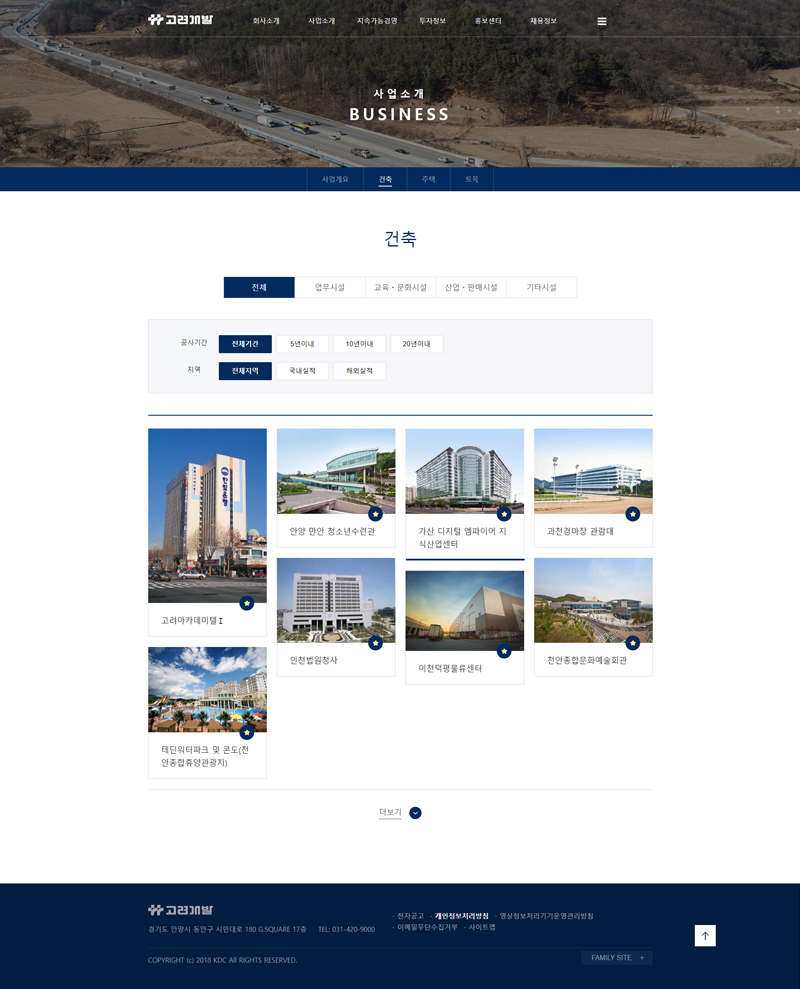 고려개발
회사소개 사업소개 지속가능경영 투자정보 홍보센터 채용정보
사업소개
BUSINESS
사업개요 건축 주택 토목
건축
전체 업무시설 교육·문화시설 산업·판매시설 기타시설
공사기간 전체기간 5년이내 10년이내 20년이내
지역 전체지역 국내실적 해외실적
고려아카데미텔 I
안양 만안 청소년수련관
가산 디지털 엠파이어 지
식산업센터
과천경마장 관람대
인천법원청사
이천덕평물류센터
천안종합문화예술회관
테딘워터파크 및 콘도(천
안종합휴양관광지)
더보기
고려개발
경기도 안양시 동안구 시민대로 180 G.SQUARE 17층 TEL: 031-420-9000
· 전자공고 · 개인정보처리방침 · 영상정보처리기기운영관리방침
· 이메일무단수집거부 · 사이트맵
COPYRIGHT (c) 2018 KDC All RIGHTS RESERVED.
FAMILY SITE +